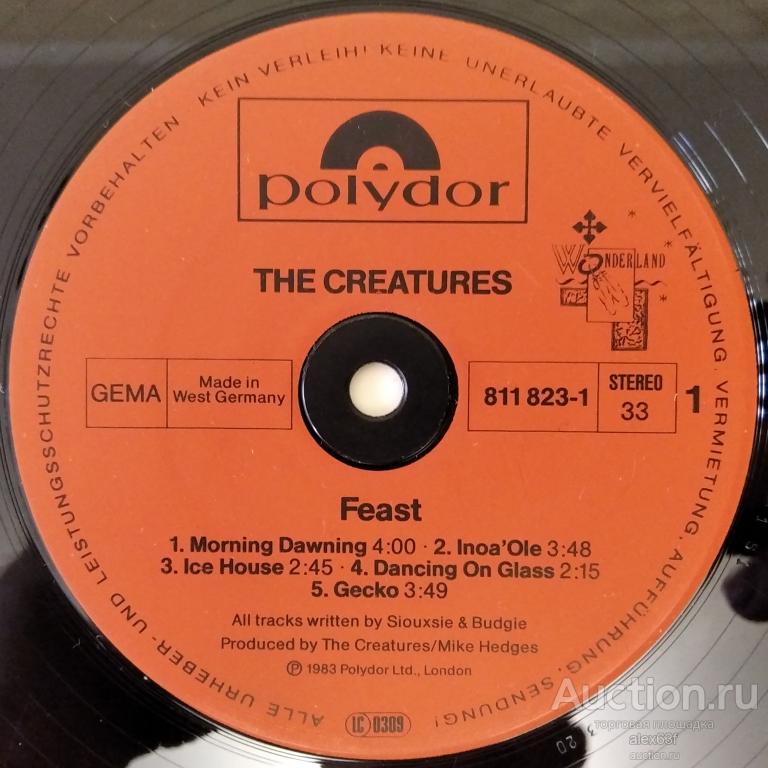 ALLE URHEBER- UND LEISTUNGSSCHUTZRECHTE VORBEHALTEN KEIN VERLEIH! KEINE UNERLAUBTE VERVIELFÄLTIGUNG, VERMIETUNG, AUFFÜHRUNG, SENDUNG!
polydor
WONDERLAND
THE CREATURES
GEMA
Made in
West Germany
811 823-1
STEREO
33
1
Feast
1. Morning Dawning 4:00 · 2. Inoa'Ole 3:48
3. Ice House 2:45 · 4. Dancing On Glass 2:15
5. Gecko 3:49
All tracks written by Siouxsie & Budgie
Produced by The Creatures/Mike Hedges
Ⓟ 1983 Polydor Ltd., London
LC 0309
Auction.ru
торговая площадка
alex68f
auction.ru